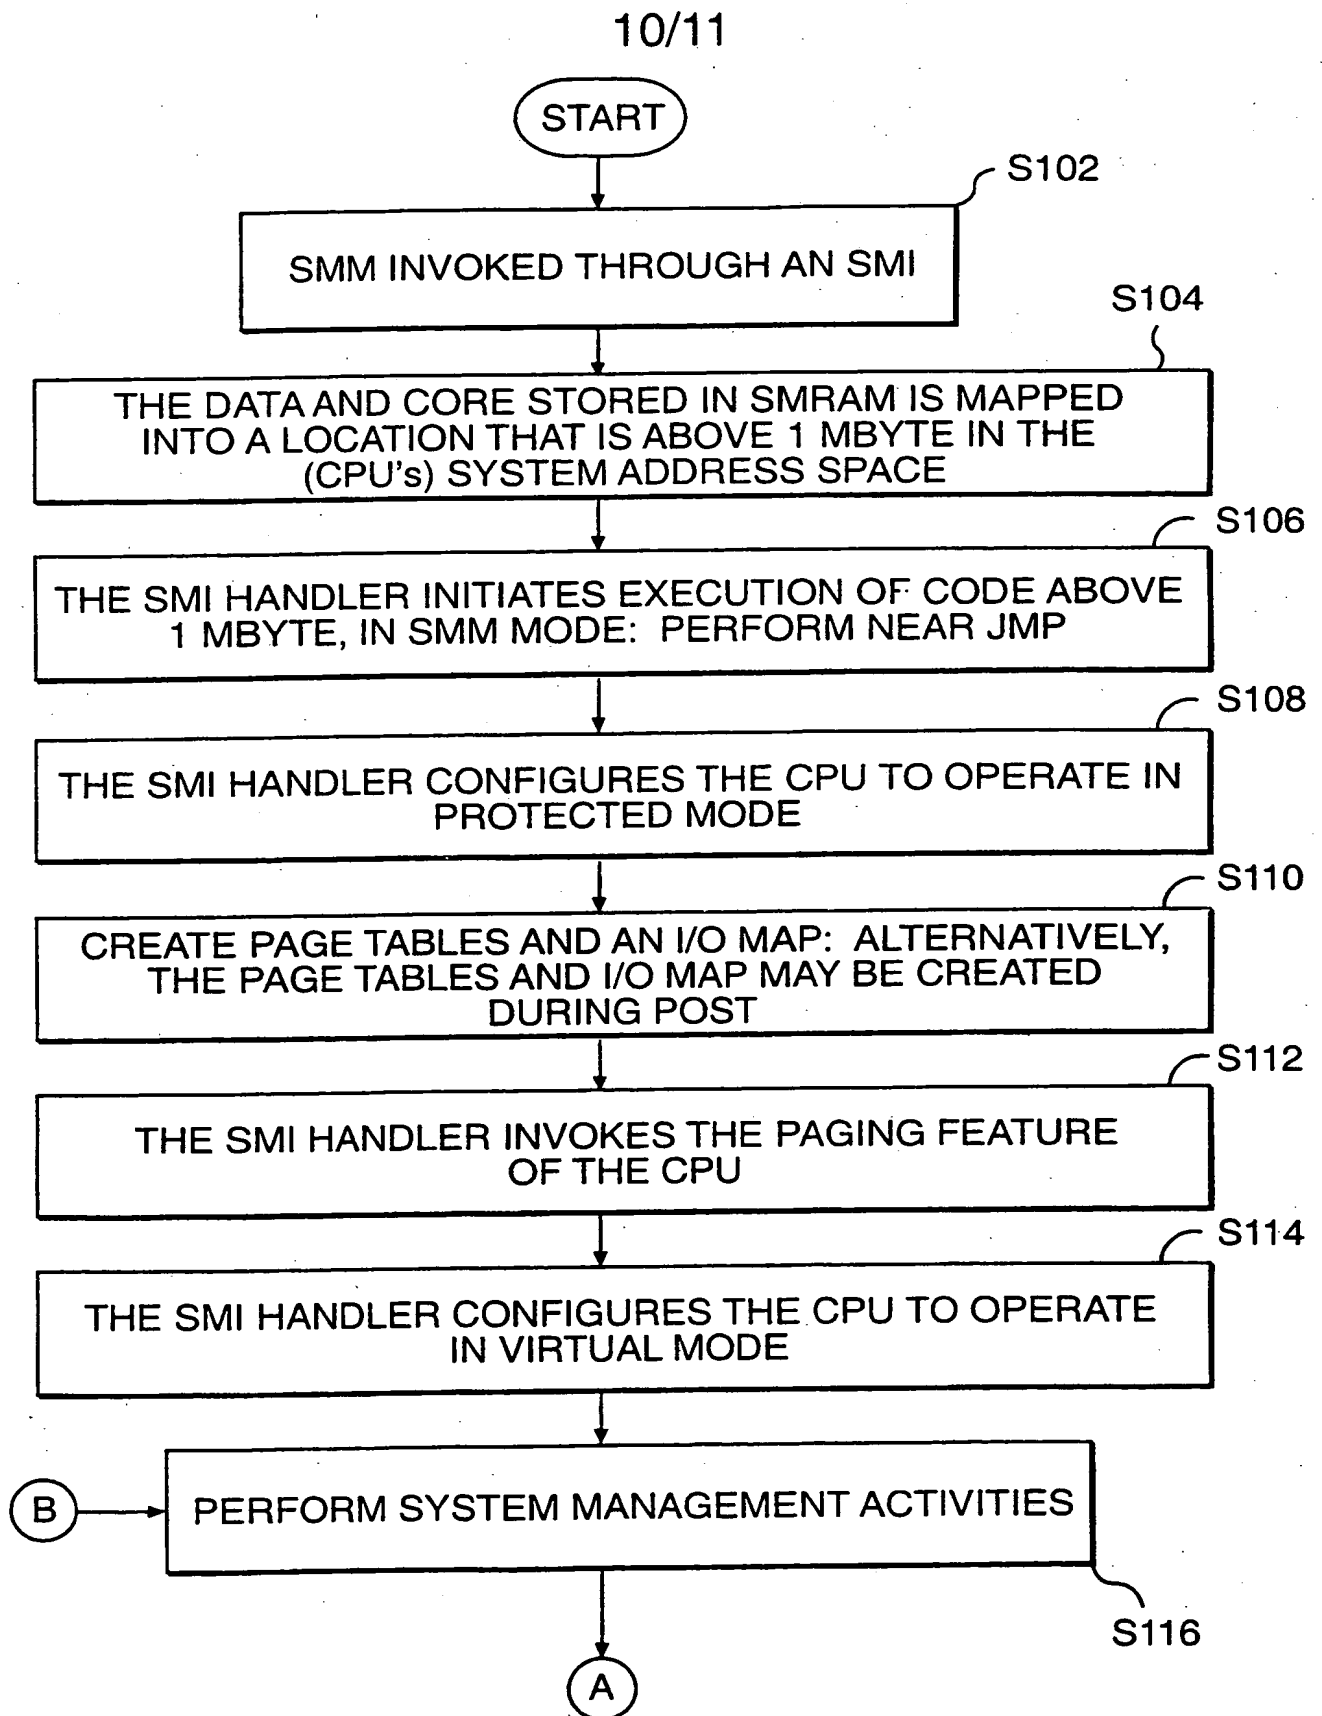 10/11
START
S102
SMM INVOKED THROUGH AN SMI
S104
THE DATA AND CORE STORED IN SMRAM IS MAPPED
INTO A LOCATION THAT IS ABOVE 1 MBYTE IN THE
(CPU's) SYSTEM ADDRESS SPACE
S106
THE SMI HANDLER INITIATES EXECUTION OF CODE ABOVE
1 MBYTE, IN SMM MODE: PERFORM NEAR JMP
S108
THE SMI HANDLER CONFIGURES THE CPU TO OPERATE IN
PROTECTED MODE
S110
CREATE PAGE TABLES AND AN I/O MAP: ALTERNATIVELY,
THE PAGE TABLES AND I/O MAP MAY BE CREATED
DURING POST
S112
THE SMI HANDLER INVOKES THE PAGING FEATURE
OF THE CPU
S114
THE SMI HANDLER CONFIGURES THE CPU TO OPERATE
IN VIRTUAL MODE
B
PERFORM SYSTEM MANAGEMENT ACTIVITIES
S116
A